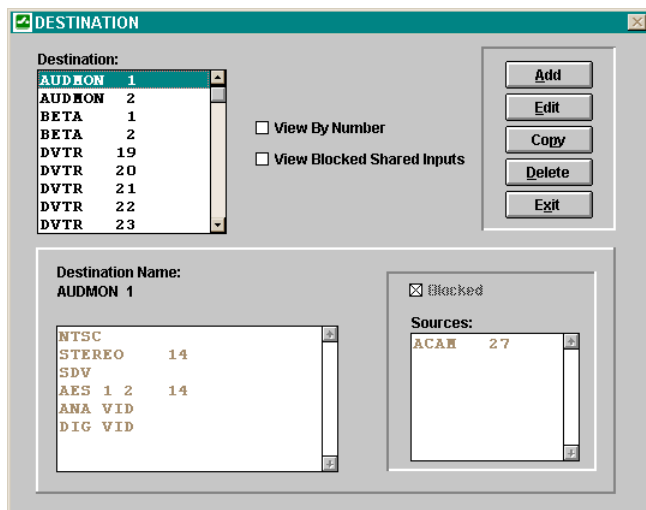 DESTINATION
Destination:
AUDMON 1
AUDMON 2
BETA 1
BETA 2
DVTR 19
DVTR 20
DVTR 21
DVTR 22
DVTR 23
View By Number
View Blocked Shared Inputs
Add
Edit
Copy
Delete
Exit
Destination Name:
AUDMON 1
NTSC
STEREO 14
SDV
AES 1 2 14
ANA VID
DIG VID
Blocked
Sources:
ACAM 27